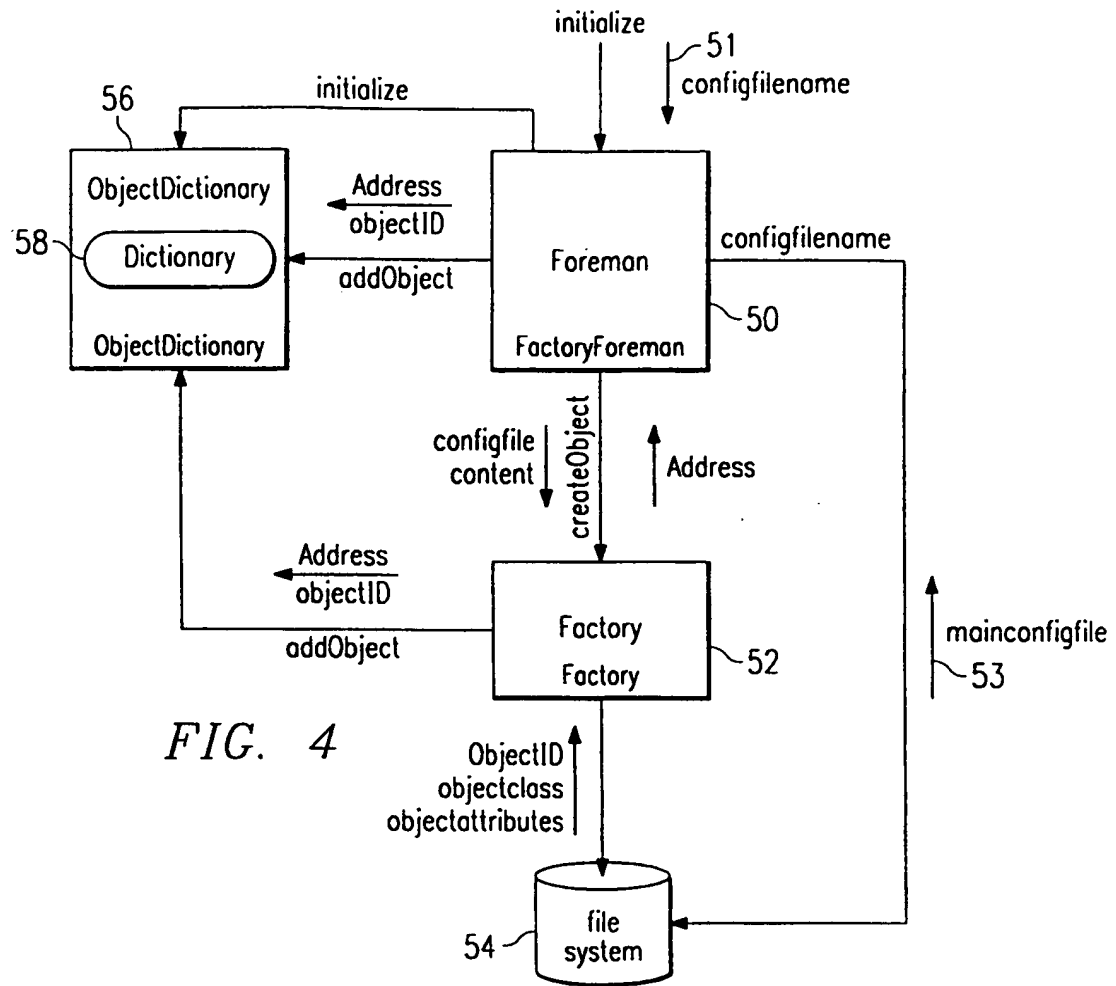 initialize
51
configfilename
initialize
56
ObjectDictionary
Address
objectID
58
Dictionary
addObject
Foreman
configfilename
50
ObjectDictionary
FactoryForeman
configfile
content
createObject
Address
Address
objectID
addObject
Factory
Factory
52
mainconfigfile
53
FIG. 4
ObjectID
objectclass
objectattributes
file
system
54